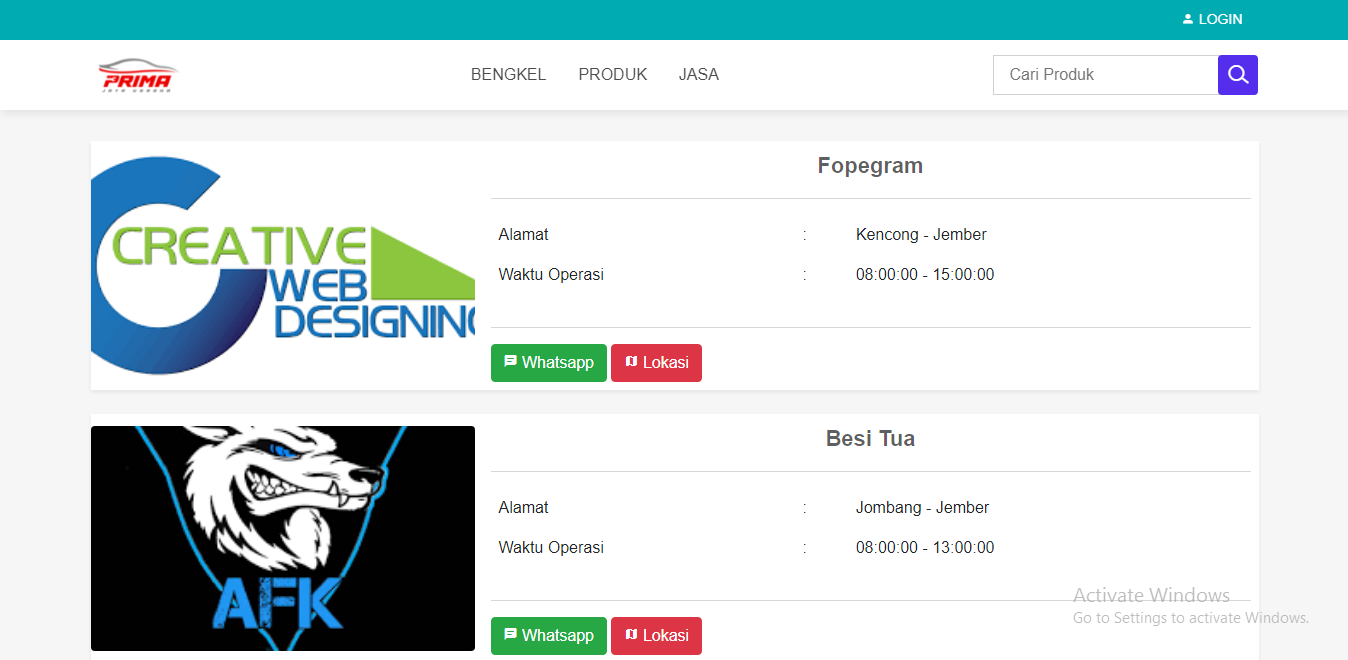 LOGIN
PRIMA
BENGKEL PRODUK JASA
Cari Produk
Fopegram
CREATIVE
WEB
DESIGNING
Alamat : Kencong - Jember
Waktu Operasi : 08:00:00 - 15:00:00
Whatsapp Lokasi
Besi Tua
AFK
Alamat : Jombang - Jember
Waktu Operasi : 08:00:00 - 13:00:00
Whatsapp Lokasi
Activate Windows
Go to Settings to activate Windows.